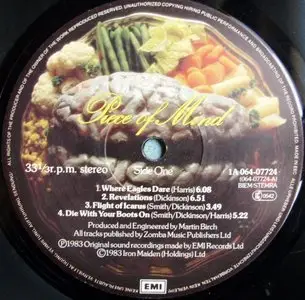 Piece of Mind
33⅓r.p.m. stereo
Side One
1A 064-07724
(064-07724-A)
BIEM/STEMRA
1.Where Eagles Dare (Harris) 6.08
2. Revelations (Dickinson) 6.51
3. Flight of Icarus (Smith/Dickinson) 3.49
4. Die With Your Boots On (Smith/Dickinson/Harris) 5.22
Produced and Engineered by Martin Birch
All tracks published by Zomba Music Publishers Ltd
Ⓟ1983 Original sound recordings made by EMI Records Ltd
©1983 Iron Maiden (Holdings) Ltd
EMI